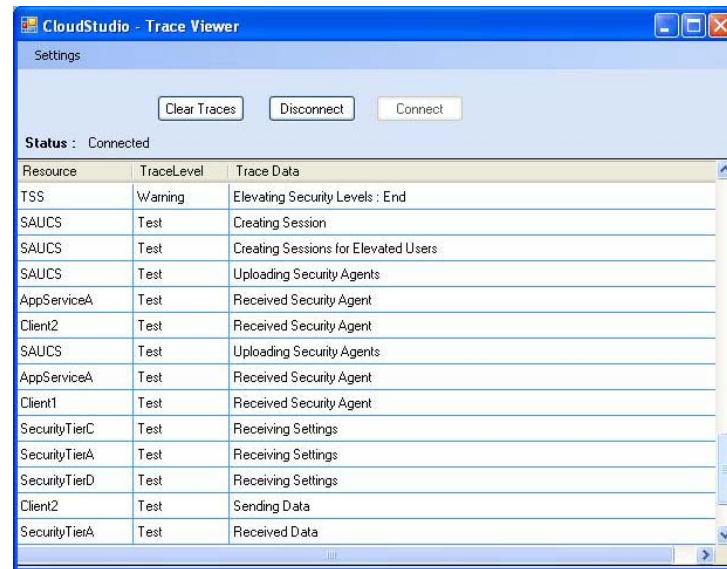 CloudStudio - Trace Viewer
Settings
Clear Traces Disconnect Connect
Status : Connected
Resource TraceLevel Trace Data
TSS Warning Elevating Security Levels : End
SAUCS Test Creating Session
SAUCS Test Creating Sessions for Elevated Users
SAUCS Test Uploading Security Agents
AppServiceA Test Received Security Agent
Client2 Test Received Security Agent
SAUCS Test Uploading Security Agents
AppServiceA Test Received Security Agent
Client1 Test Received Security Agent
SecurityTierC Test Receiving Settings
SecurityTierA Test Receiving Settings
SecurityTierD Test Receiving Settings
Client2 Test Sending Data
SecurityTierA Test Received Data